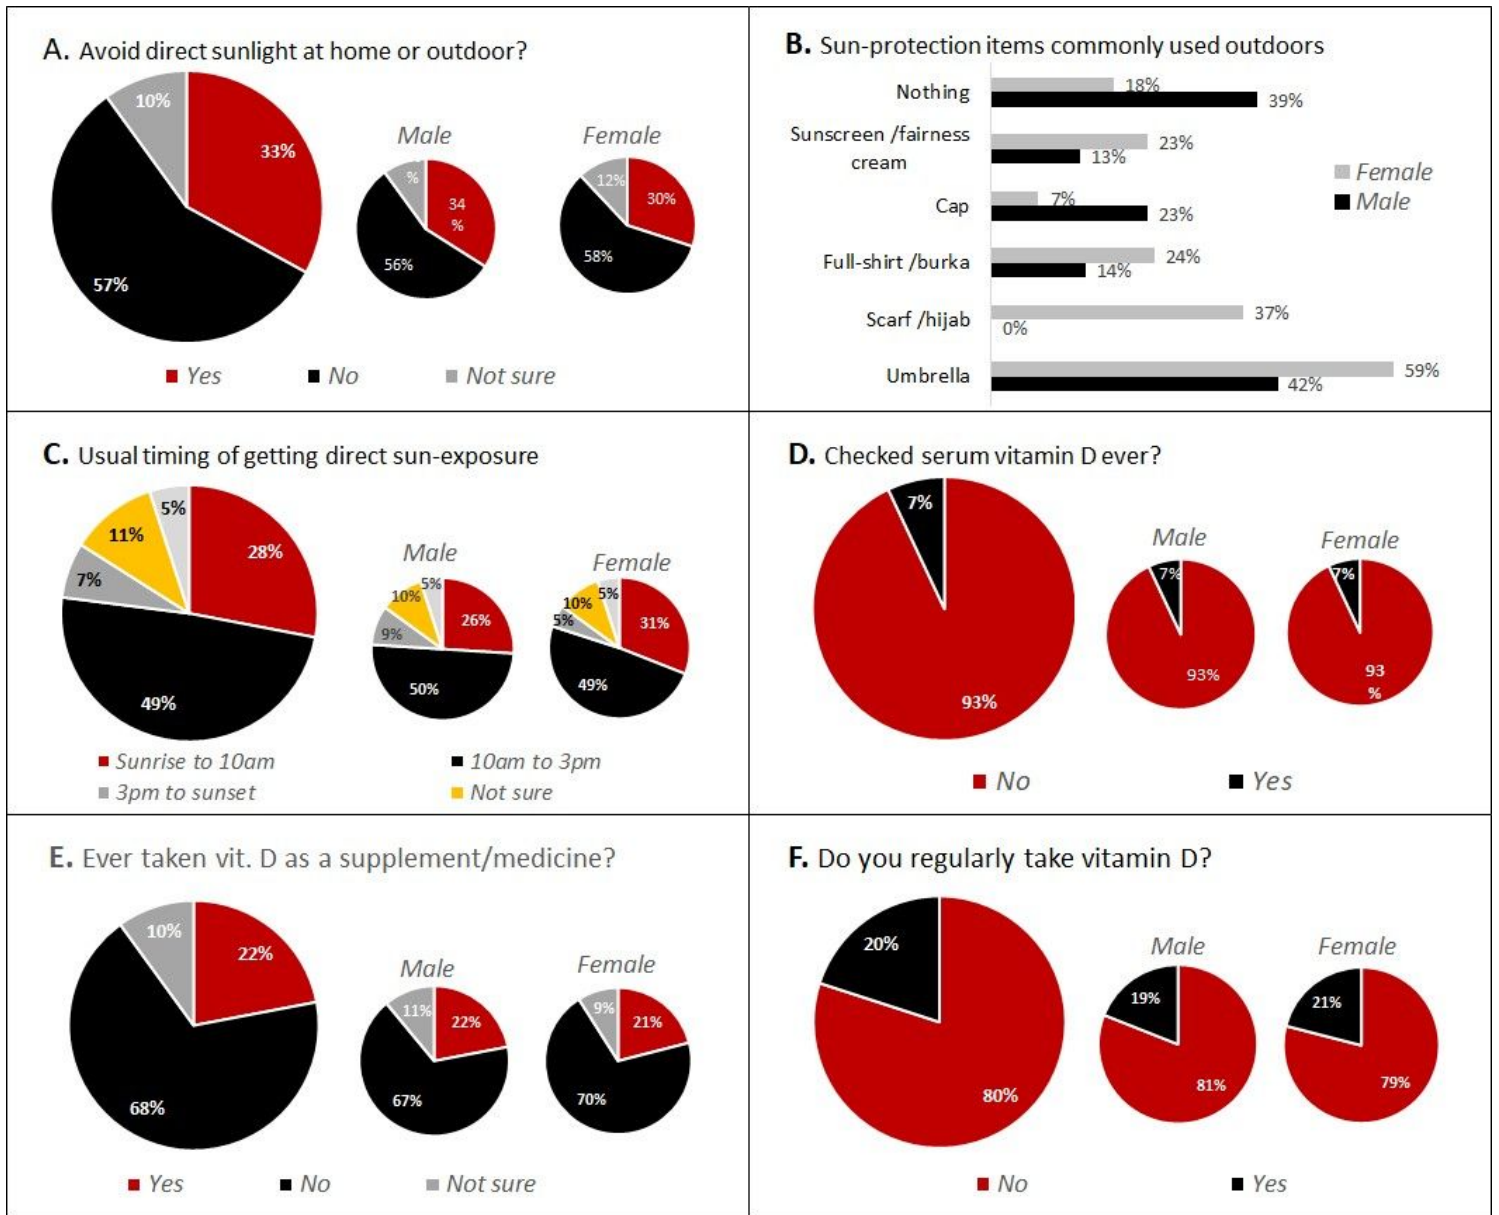 A. Avoid direct sunlight at home or outdoor?
10%
33%
57%
Male
%
34
%
56%
Female
12%
30%
58%
Yes No Not sure
B. Sun-protection items commonly used outdoors
Nothing
18%
39%
Sunscreen /fairness
cream
23%
13%
Cap
7%
23%
Full-shirt /burka
24%
14%
Scarf /hijab
37%
0%
Umbrella
59%
42%
Female
Male
C. Usual timing of getting direct sun-exposure
5%
11%
28%
7%
49%
Male
5%
10%
26%
9%
50%
Female
5%
10%
31%
5%
49%
Sunrise to 10am 10am to 3pm
3pm to sunset Not sure
D. Checked serum vitamin D ever?
7%
93%
Male
7%
93%
Female
7%
93
%
No Yes
E. Ever taken vit. D as a supplement/medicine?
10%
22%
68%
Male
11%
22%
67%
Female
9%
21%
70%
Yes No Not sure
F. Do you regularly take vitamin D?
20%
80%
Male
19%
81%
Female
21%
79%
No Yes